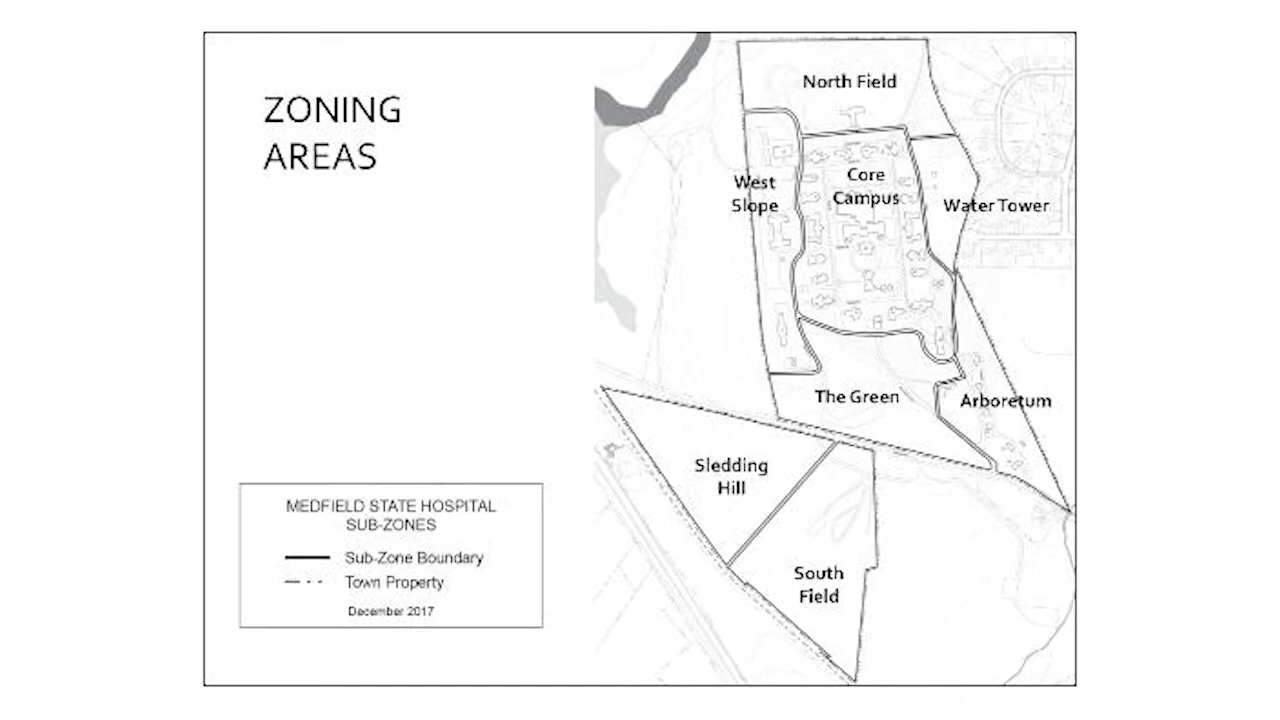 ZONING
AREAS
North Field
West
Slope
Core
Campus
Water Tower
The Green
Arboretum
Sledding
Hill
South
Field
MEDFIELD STATE HOSPITAL
SUB-ZONES
Sub-Zone Boundary
Town Property
December 2017